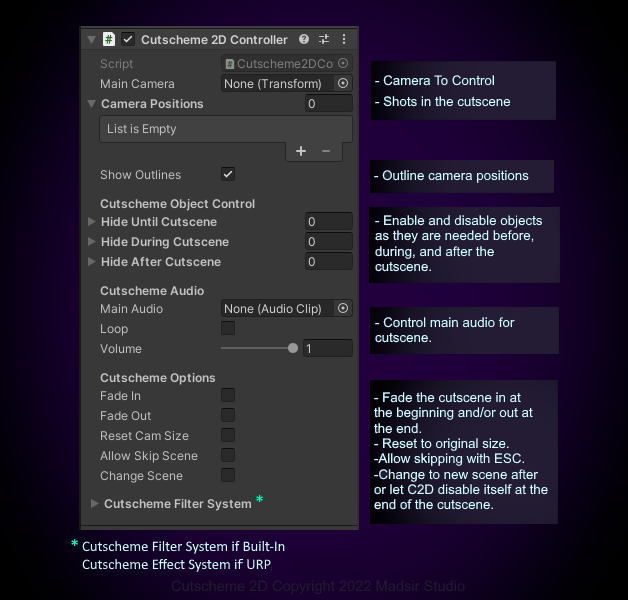 Cutscheme 2D Controller
Script Cutscheme2DCo
Main Camera None (Transform)
Camera Positions 0
List is Empty
+ −
Show Outlines
Cutscheme Object Control
Hide Until Cutscene 0
Hide During Cutscene 0
Hide After Cutscene 0
Cutscheme Audio
Main Audio None (Audio Clip)
Loop
Volume 1
Cutscheme Options
Fade In
Fade Out
Reset Cam Size
Allow Skip Scene
Change Scene
Cutscheme Filter System *
- Camera To Control
- Shots in the cutscene
- Outline camera positions
- Enable and disable objects
as they are needed before,
during, and after the
cutscene.
- Control main audio for
cutscene.
- Fade the cutscene in at
the beginning and/or out at
the end.
- Reset to original size.
-Allow skipping with ESC.
-Change to new scene after
or let C2D disable itself at the
end of the cutscene.
* Cutscheme Filter System if Built-In
Cutscheme Effect System if URP
Cutscheme 2D Copyright 2022 Madsir Studio